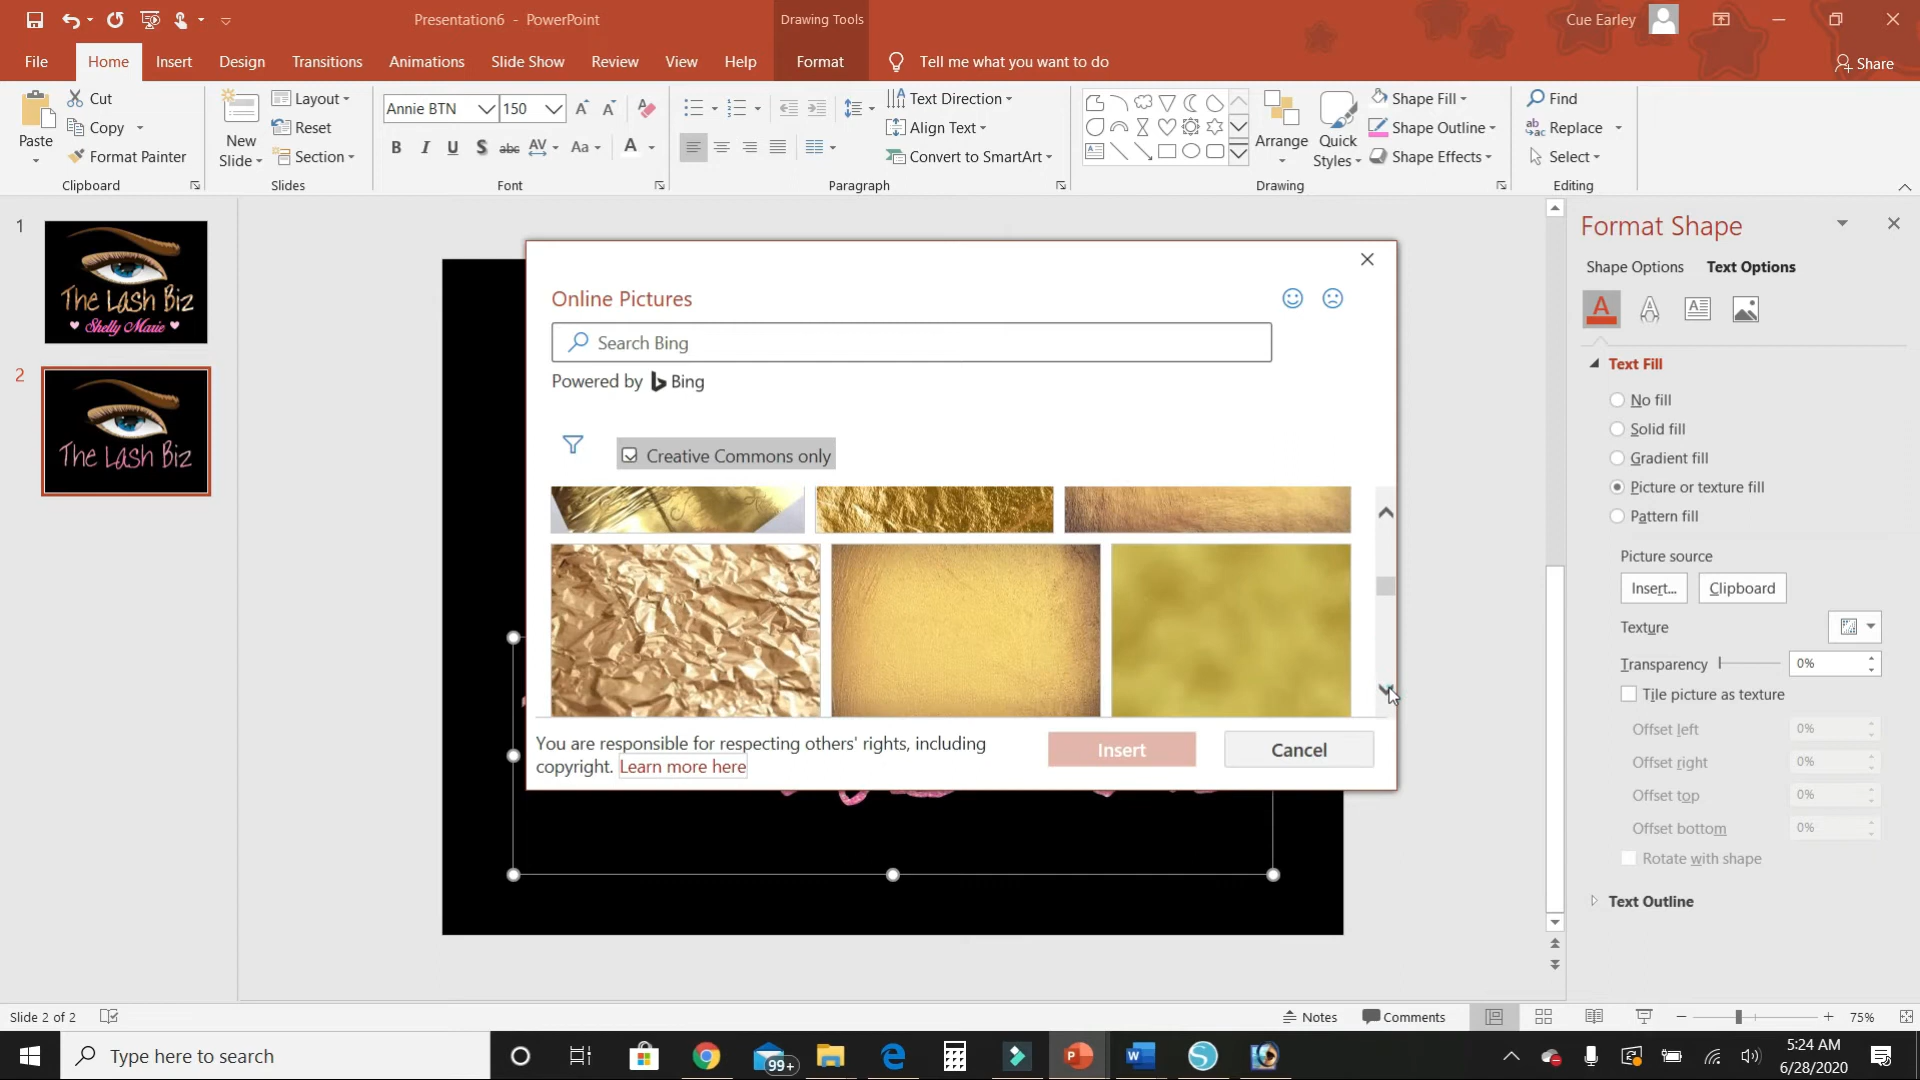 Presentation6 - PowerPoint
Drawing Tools
Cue Earley
File Home Insert Design Transitions Animations Slide Show Review View Help Format Tell me what you want to do Share
Paste
Cut
Copy
Format Painter
Clipboard
New Slide
Layout
Reset
Section
Slides
Annie BTN 150
B I U S abc AV Aa A
Font
Text Direction
Align Text
Convert to SmartArt
Paragraph
Arrange
Quick Styles
Shape Fill
Shape Outline
Shape Effects
Drawing
Find
Replace
Select
Editing
1
The Lash Biz
Shelly Marie
2
The Lash Biz
Online Pictures
Search Bing
Powered by Bing
Creative Commons only
You are responsible for respecting others' rights, including
copyright. Learn more here
Insert
Cancel
Format Shape
Shape Options Text Options
Text Fill
No fill
Solid fill
Gradient fill
Picture or texture fill
Pattern fill
Picture source
Insert... Clipboard
Texture
Transparency 0%
Tile picture as texture
Offset left 0%
Offset right 0%
Offset top 0%
Offset bottom 0%
Rotate with shape
Text Outline
Slide 2 of 2
Notes Comments 75%
Type here to search
99+
5:24 AM
6/28/2020